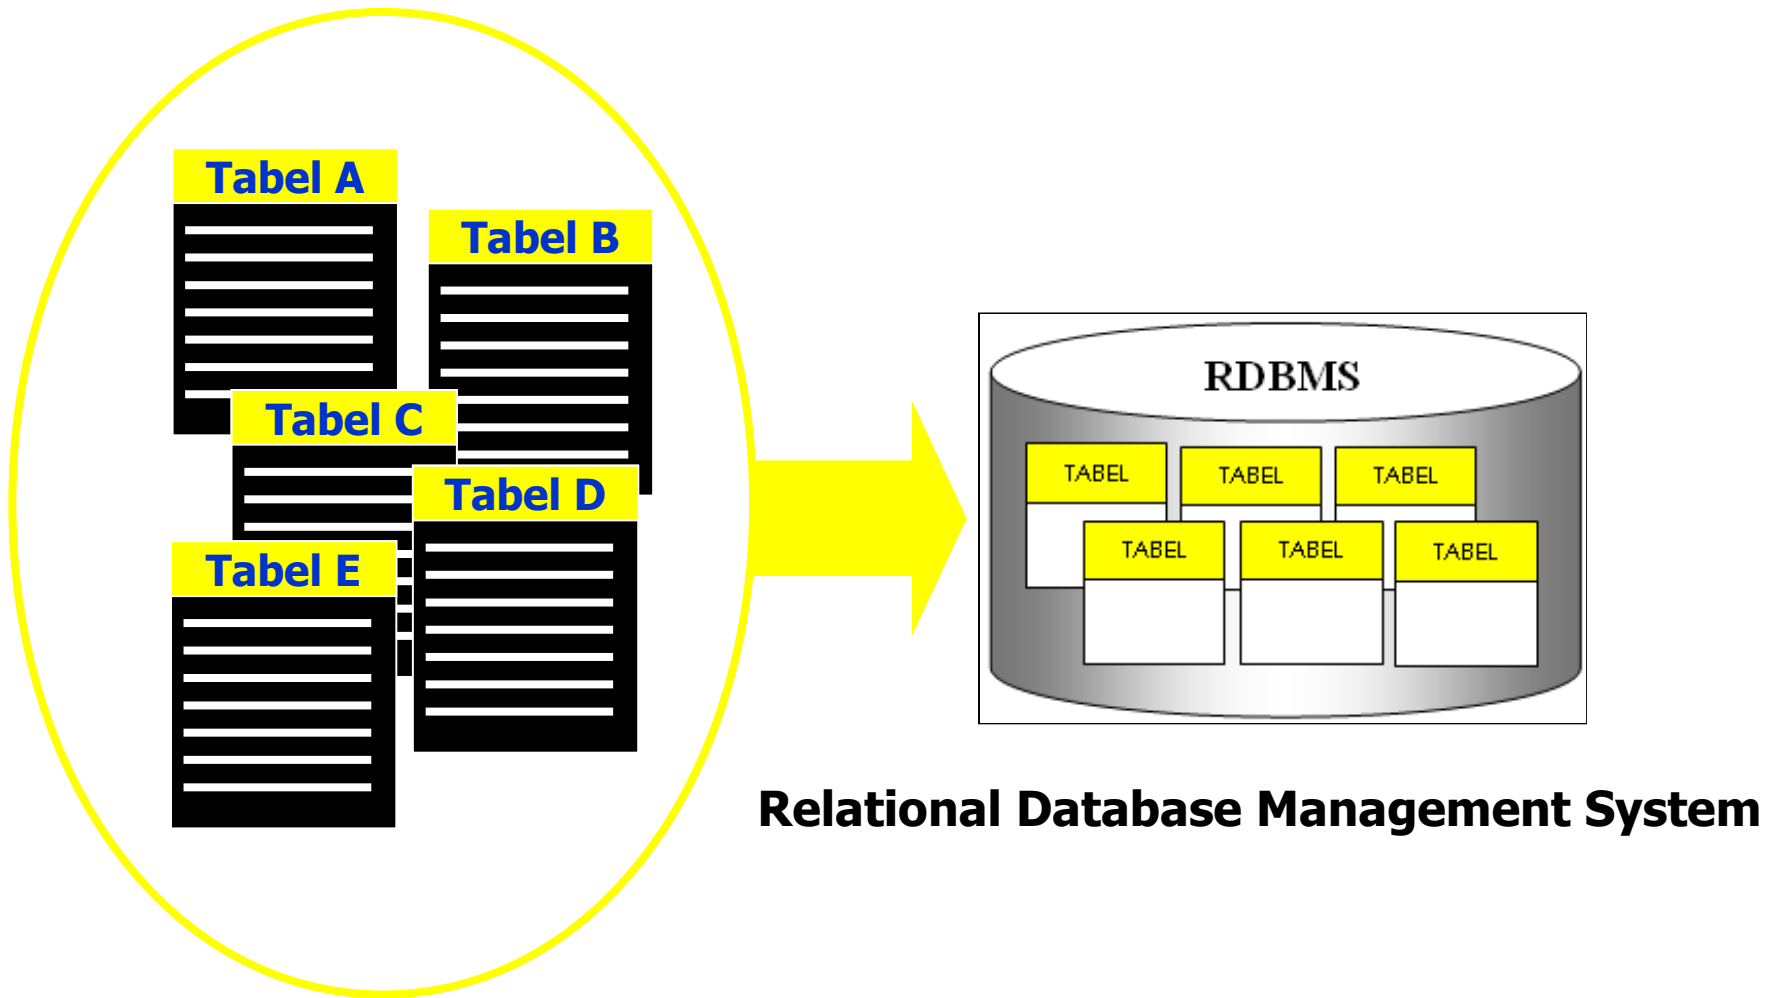 Tabel A
Tabel B
Tabel C
Tabel D
Tabel E
RDBMS
TABEL
TABEL
TABEL
TABEL
TABEL
TABEL
Relational Database Management System